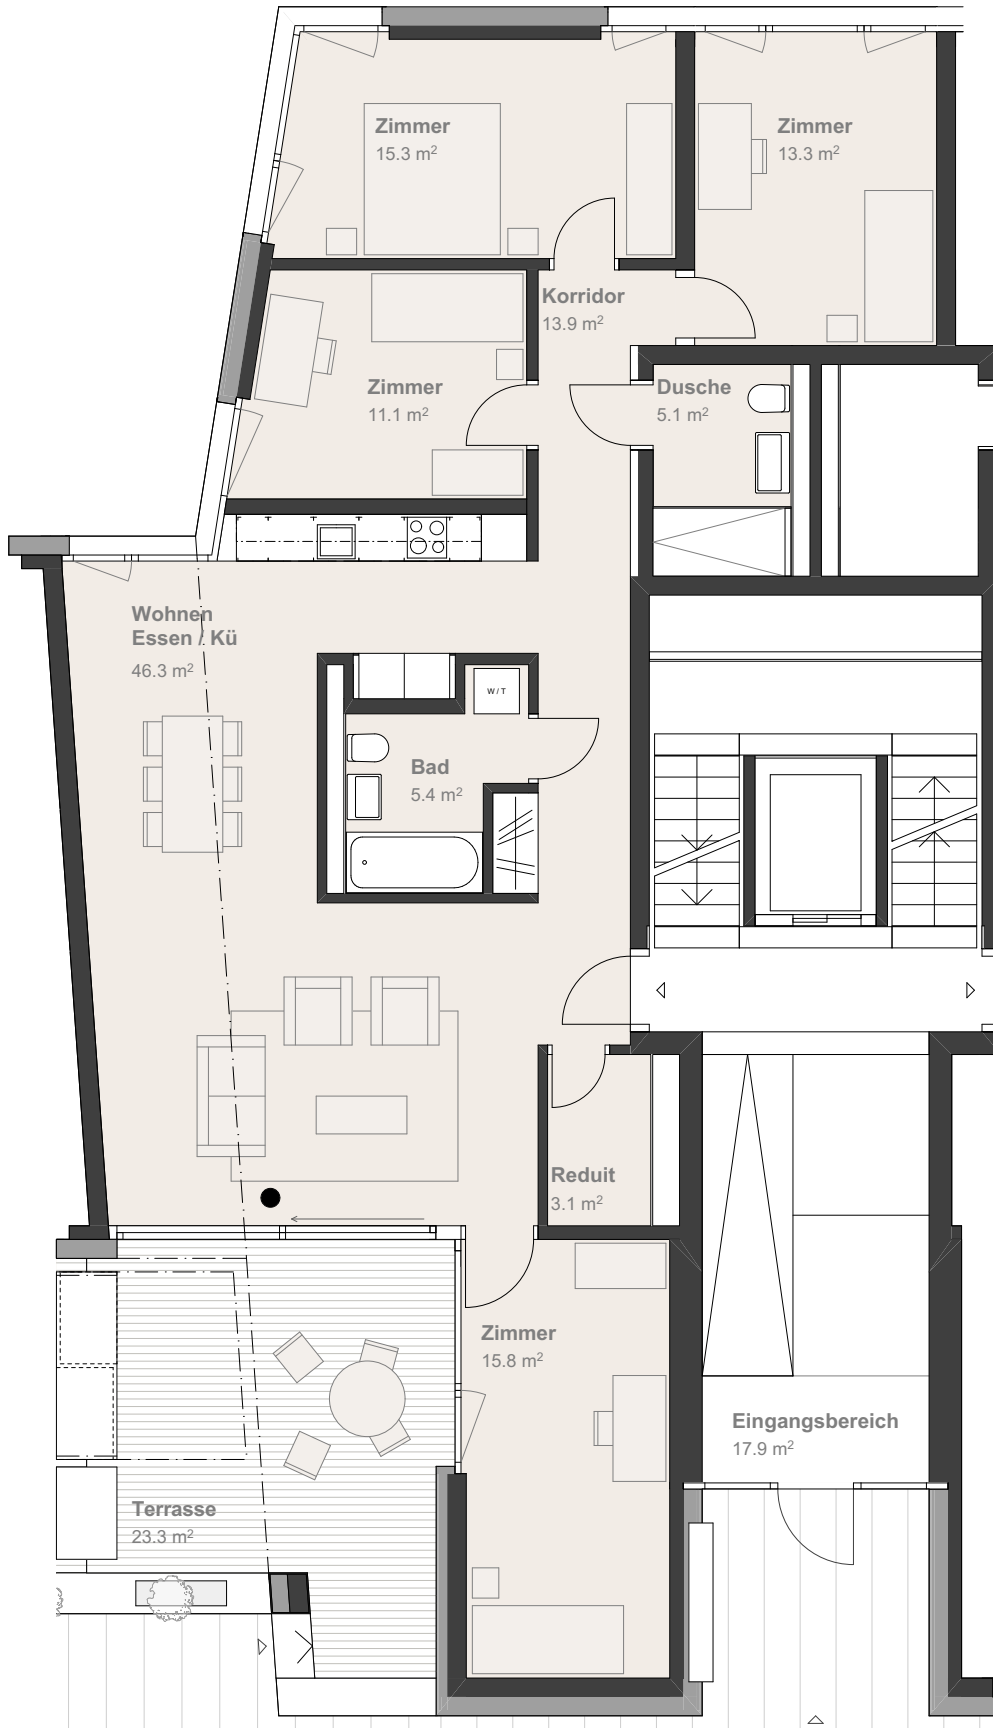 Zimmer
15.3 m²
Zimmer
13.3 m²
Korridor
13.9 m²
Zimmer
11.1 m²
Dusche
5.1 m²
Wohnen
Essen / Kü
46.3 m²
W / T
Bad
5.4 m²
Reduit
3.1 m²
Zimmer
15.8 m²
Eingangsbereich
17.9 m²
Terrasse
23.3 m²